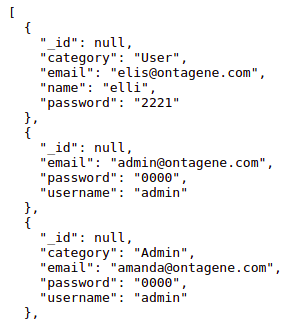 [
  {
    "_id": null,
    "category": "User",
    "email": "elis@ontagene.com",
    "name": "elli",
    "password": "2221"
  },
  {
    "_id": null,
    "email": "admin@ontagene.com",
    "password": "0000",
    "username": "admin"
  },
  {
    "_id": null,
    "category": "Admin",
    "email": "amanda@ontagene.com",
    "password": "0000",
    "username": "admin"
  },